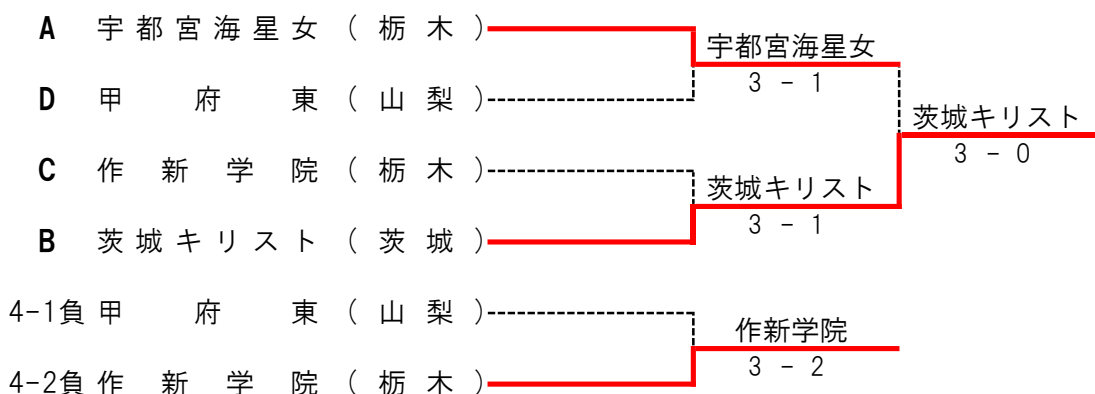 A 宇都宮海星女(栃木)
宇都宮海星女
3 - 1
D 甲府東(山梨)
茨城キリスト
3 - 0
C 作新学院(栃木)
茨城キリスト
3 - 1
B 茨城キリスト(茨城)
4-1負 甲府東(山梨)
作新学院
3 - 2
4-2負 作新学院(栃木)